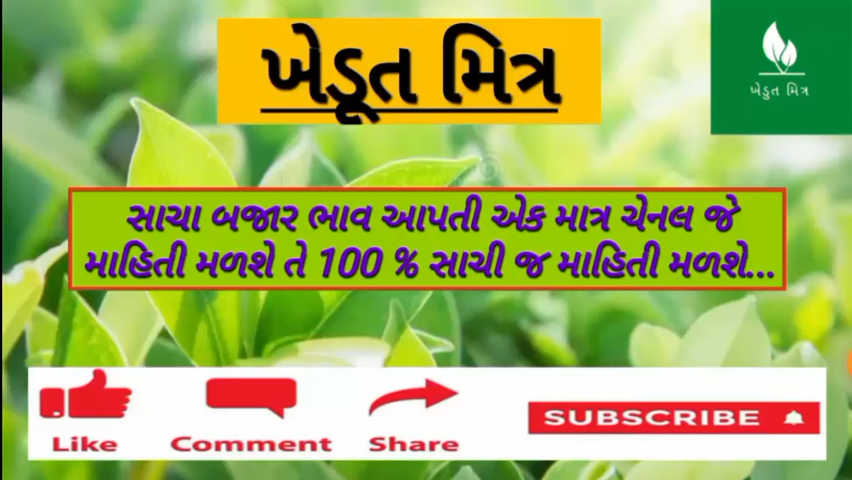 ખેડૂત મિત્ર
ખેડુત મિત્ર
સાચા બજાર ભાવ આપતી એક માત્ર ચેનલ જે
માહિતી મળશે તે 100 % સાચી જ માહિતી મળશે...
Like Comment Share SUBSCRIBE